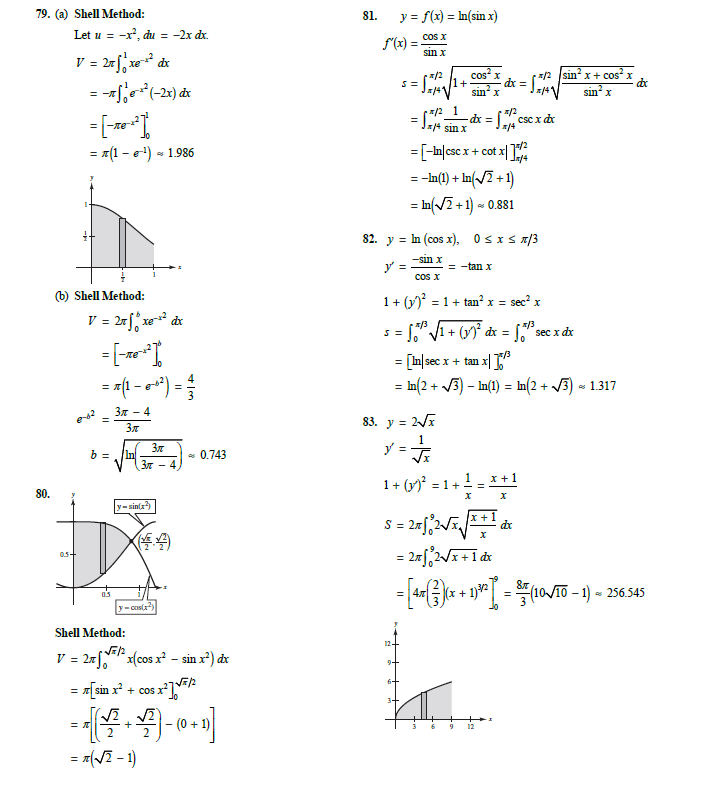 79. (a) Shell Method:
Let u = −x², du = −2x dx.
V = 2π∫₀¹ xe^(−x²) dx
= −π∫₀¹ e^(−x²)(−2x) dx
= [−πe^(−x²)]₀¹
= π(1 − e⁻¹) ≈ 1.986
y
1
1/2
1/2
1
x
(b) Shell Method:
V = 2π∫₀ᵇ xe^(−x²) dx
= [−πe^(−x²)]₀ᵇ
= π(1 − e^(−b²)) = 4/3
e^(−b²) = (3π − 4)/(3π)
b = √(ln(3π/(3π − 4))) ≈ 0.743
80.
y
y = sin(x²)
(√π/2, √2/2)
0.5
0.5
1
x
y = cos(x²)
Shell Method:
V = 2π∫₀^(√π/2) x(cos x² − sin x²) dx
= π[sin x² + cos x²]₀^(√π/2)
= π[(√2/2 + √2/2) − (0 + 1)]
= π(√2 − 1)
81. y = f(x) = ln(sin x)
f′(x) = cos x/sin x
s = ∫_(π/4)^(π/2) √(1 + cos² x/sin² x) dx = ∫_(π/4)^(π/2) √((sin² x + cos² x)/sin² x) dx
= ∫_(π/4)^(π/2) 1/sin x dx = ∫_(π/4)^(π/2) csc x dx
= [−ln|csc x + cot x|]_(π/4)^(π/2)
= −ln(1) + ln(√2 + 1)
= ln(√2 + 1) ≈ 0.881
82. y = ln (cos x), 0 ≤ x ≤ π/3
y′ = −sin x/cos x = −tan x
1 + (y′)² = 1 + tan² x = sec² x
s = ∫₀^(π/3) √(1 + (y′)²) dx = ∫₀^(π/3) sec x dx
= [ln|sec x + tan x|]₀^(π/3)
= ln(2 + √3) − ln(1) = ln(2 + √3) ≈ 1.317
83. y = 2√x
y′ = 1/√x
1 + (y′)² = 1 + 1/x = (x + 1)/x
S = 2π∫₀⁹ 2√x √((x + 1)/x) dx
= 2π∫₀⁹ 2√(x + 1) dx
= [4π(2/3)(x + 1)^(3/2)]₀⁹ = 8π/3(10√10 − 1) ≈ 256.545
y
12
9
6
3
3 6 9 12
x